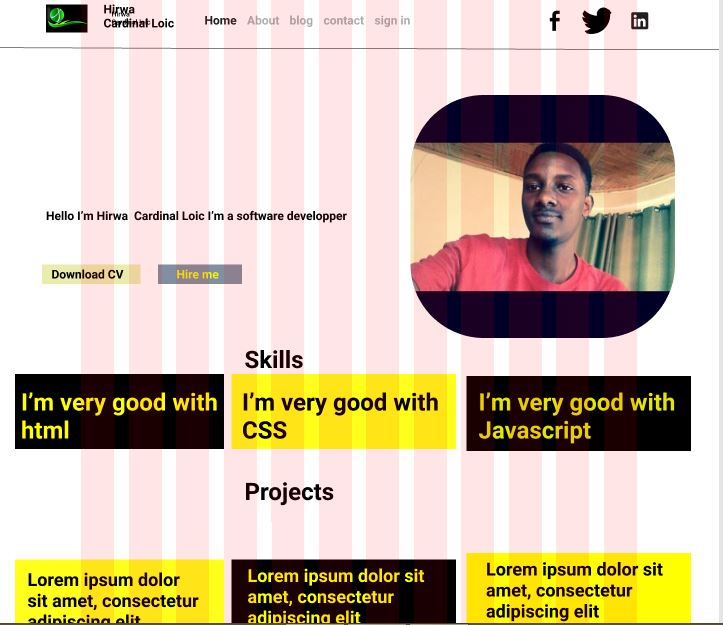 Hirwa
Cardinal Loic
Home About blog contact sign in
Hello I’m Hirwa Cardinal Loic I’m a software developper
Download CV
Hire me
Skills
I’m very good with
html
I’m very good with
CSS
I’m very good with
Javascript
Projects
Lorem ipsum dolor
sit amet, consectetur
adipiscing elit
Lorem ipsum dolor sit
amet, consectetur
adipiscing elit
Lorem ipsum dolor sit
amet, consectetur
adipiscing elit